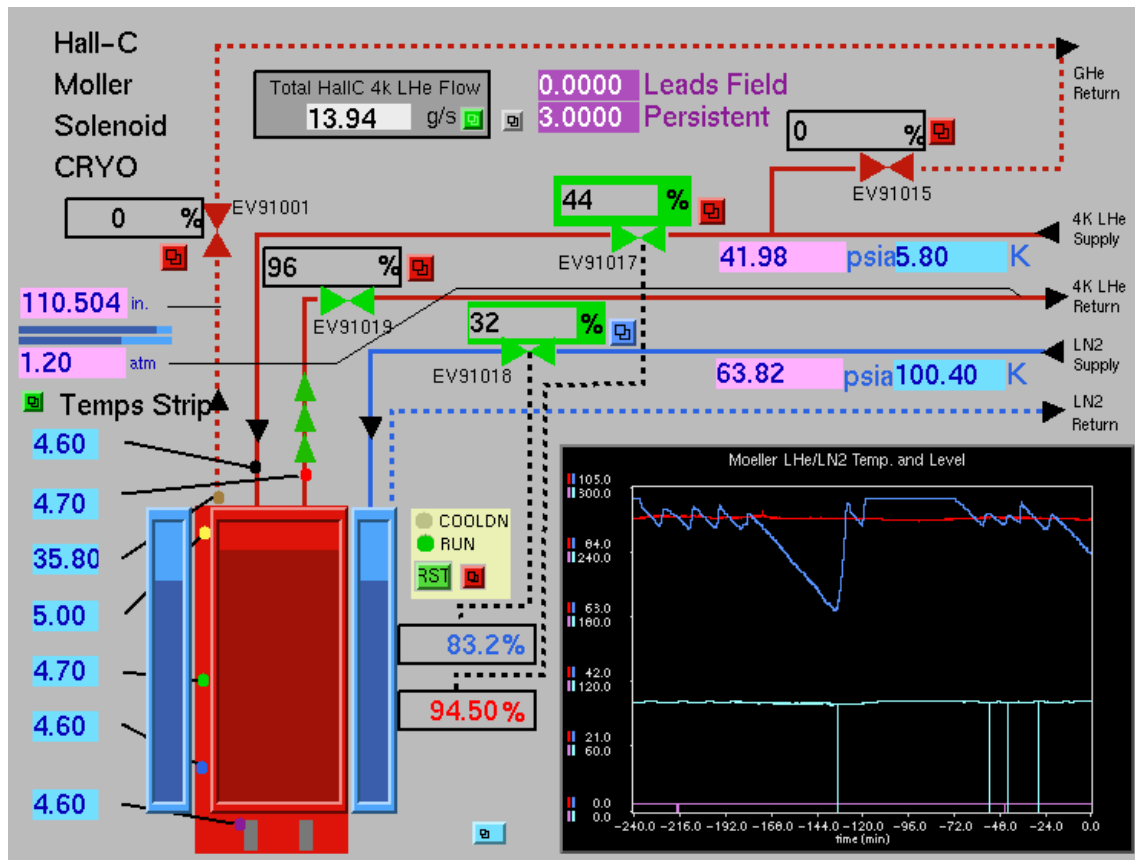 Hall-C
Moller
Solenoid
CRYO
Total HallC 4k LHe Flow
13.94 g/s
0.0000 Leads Field
3.0000 Persistent
GHe
Return
0 %
EV91015
0 %
EV91001
44 %
EV91017
4K LHe
Supply
41.98 psia 5.80 K
96 %
EV91019
4K LHe
Return
110.504 in.
1.20 atm
32 %
EV91018
LN2
Supply
63.82 psia 100.40 K
LN2
Return
Temps Strip
4.60
4.70
35.80
5.00
4.70
4.60
4.60
COOLDN
RUN
RST
83.2%
94.50%
Moeller LHe/LN2 Temp. and Level
105.0
300.0
84.0
240.0
63.0
180.0
42.0
120.0
21.0
60.0
0.0
0.0
-240.0 -216.0 -192.0 -168.0 -144.0 -120.0 -96.0 -72.0 -48.0 -24.0 0.0
time (min)